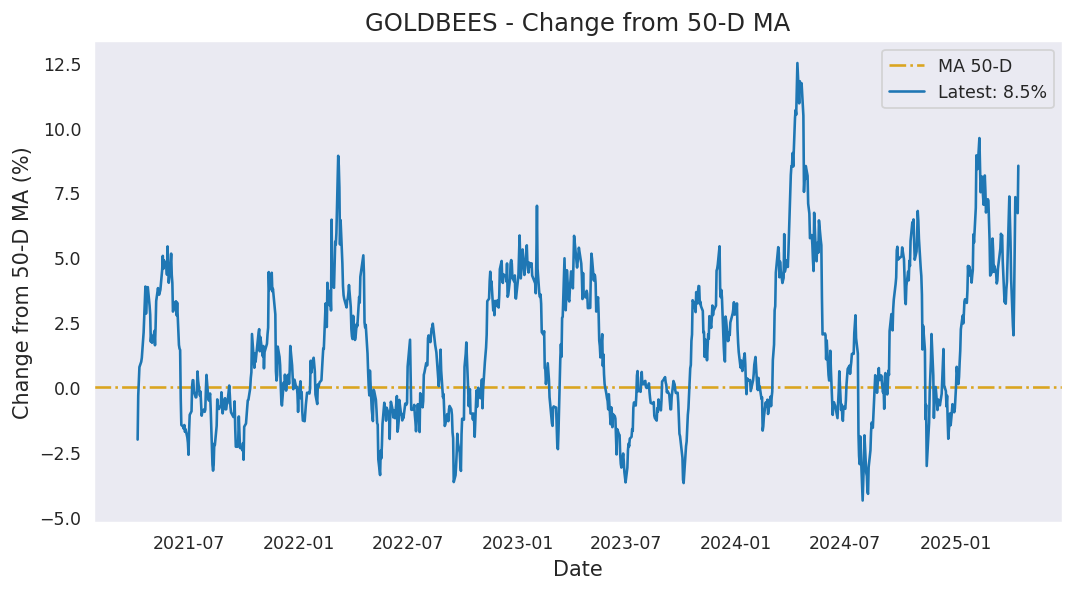 GOLDBEES - Change from 50-D MA
MA 50-D
Latest: 8.5%
Change from 50-D MA (%)
12.5
10.0
7.5
5.0
2.5
0.0
−2.5
−5.0
2021-07 2022-01 2022-07 2023-01 2023-07 2024-01 2024-07 2025-01
Date